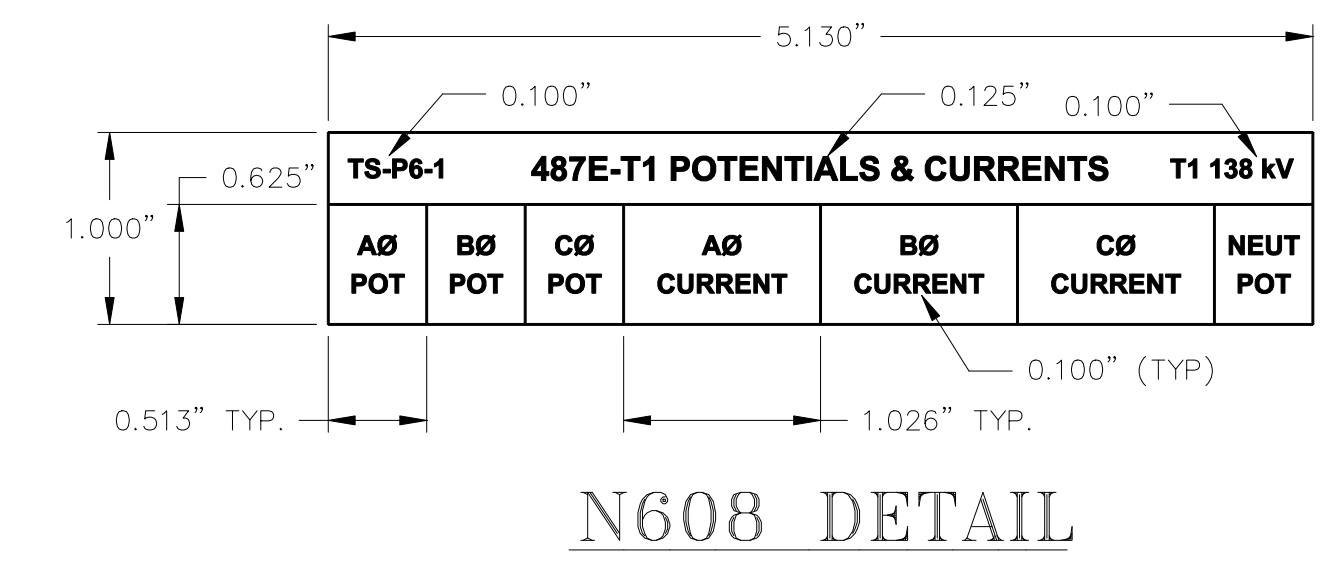 5.130”
0.100”
0.125”
0.100”
TS-P6-1 487E-T1 POTENTIALS & CURRENTS T1 138 kV
0.625”
1.000”
AØ
POT
BØ
POT
CØ
POT
AØ
CURRENT
BØ
CURRENT
CØ
CURRENT
NEUT
POT
0.100” (TYP)
0.513” TYP.
1.026” TYP.
N608 DETAIL